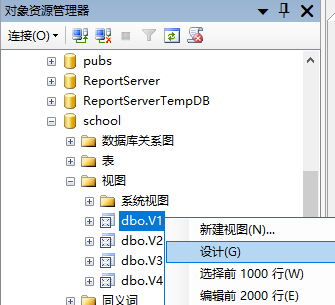 对象资源管理器
连接(O)
pubs
ReportServer
ReportServerTempDB
school
数据库关系图
表
视图
系统视图
dbo.V1
新建视图(N)...
dbo.V2
设计(G)
dbo.V3
选择前 1000 行(W)
dbo.V4
编辑前 2000 行(E)
同义词